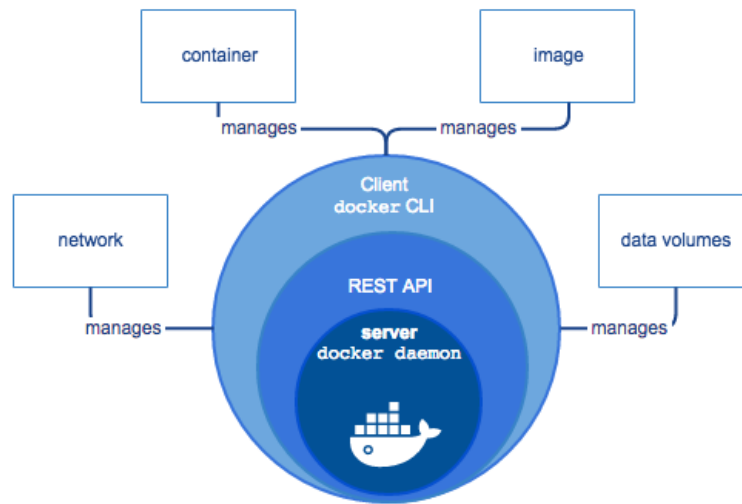 container
image
manages
manages
Client
docker CLI
network
data volumes
REST API
manages
server
docker daemon
manages